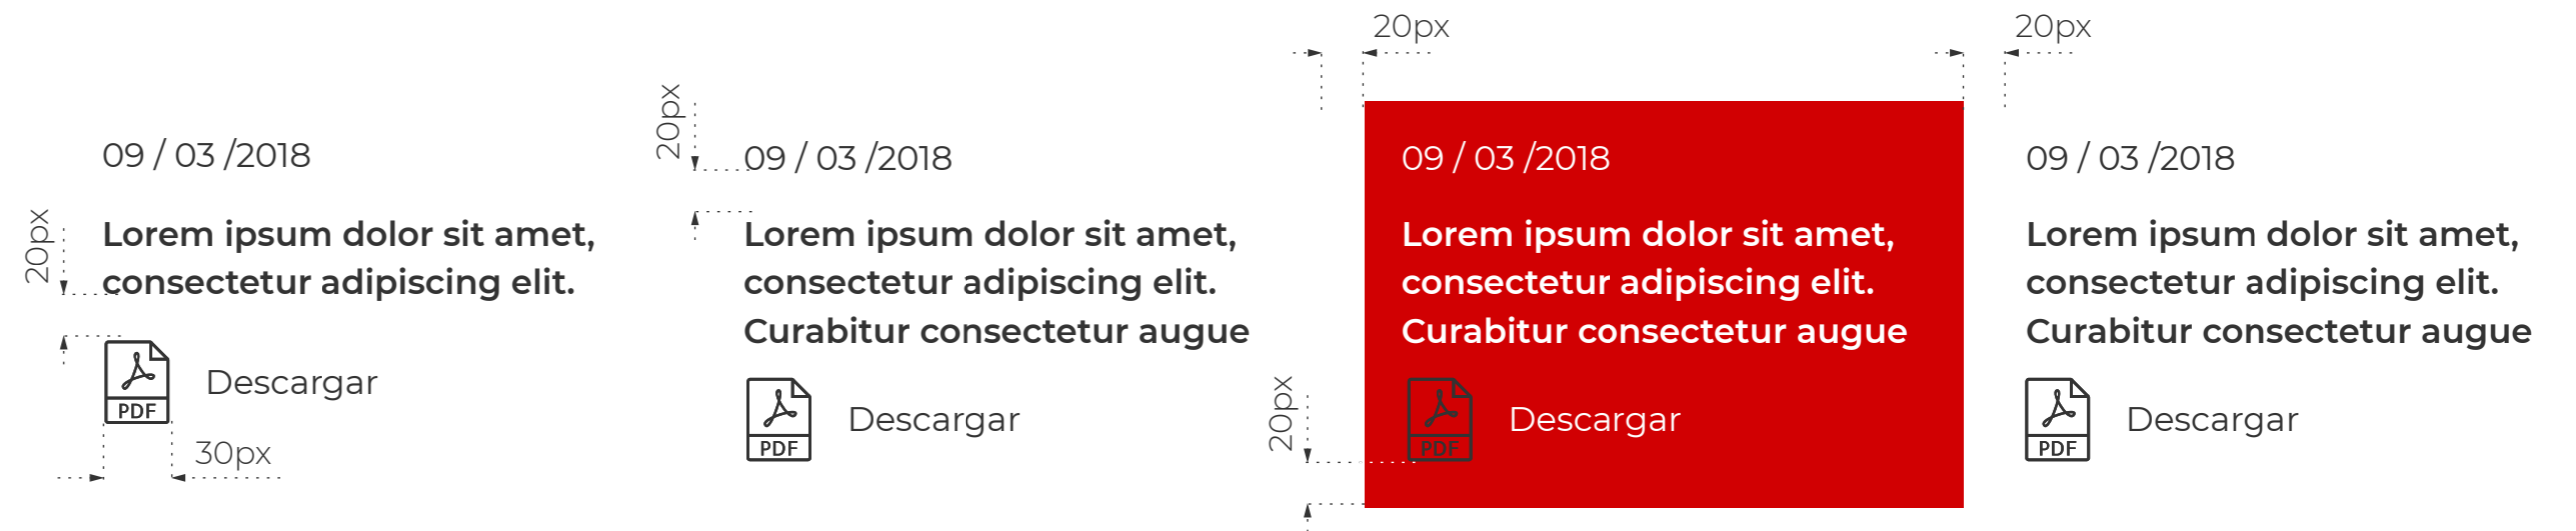 20px
20px
09 / 03 /2018
Lorem ipsum dolor sit amet,
consectetur adipiscing elit.
20px
PDF
Descargar
30px
20px
09 / 03 /2018
Lorem ipsum dolor sit amet,
consectetur adipiscing elit.
Curabitur consectetur augue
PDF
Descargar
09 / 03 /2018
Lorem ipsum dolor sit amet,
consectetur adipiscing elit.
Curabitur consectetur augue
20px
PDF
Descargar
09 / 03 /2018
Lorem ipsum dolor sit amet,
consectetur adipiscing elit.
Curabitur consectetur augue
PDF
Descargar